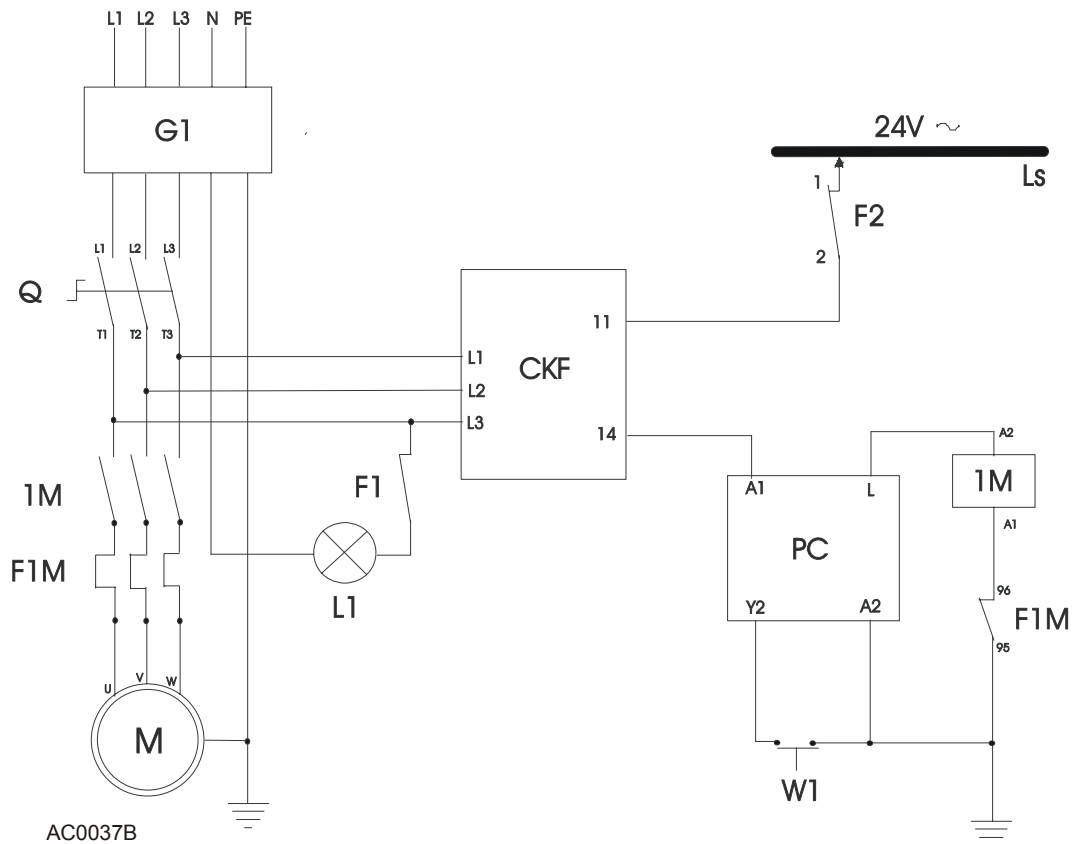 L1 L2 L3 N PE
G1
24V
Ls
1
F2
2
L1 L2 L3
Q
T1 T2 T3
11
CKF
L1
L2
L3
14
F1
L1
1M
F1M
U V W
M
A2
1M
A1
A1 L
PC
Y2 A2
96
F1M
95
W1
AC0037B